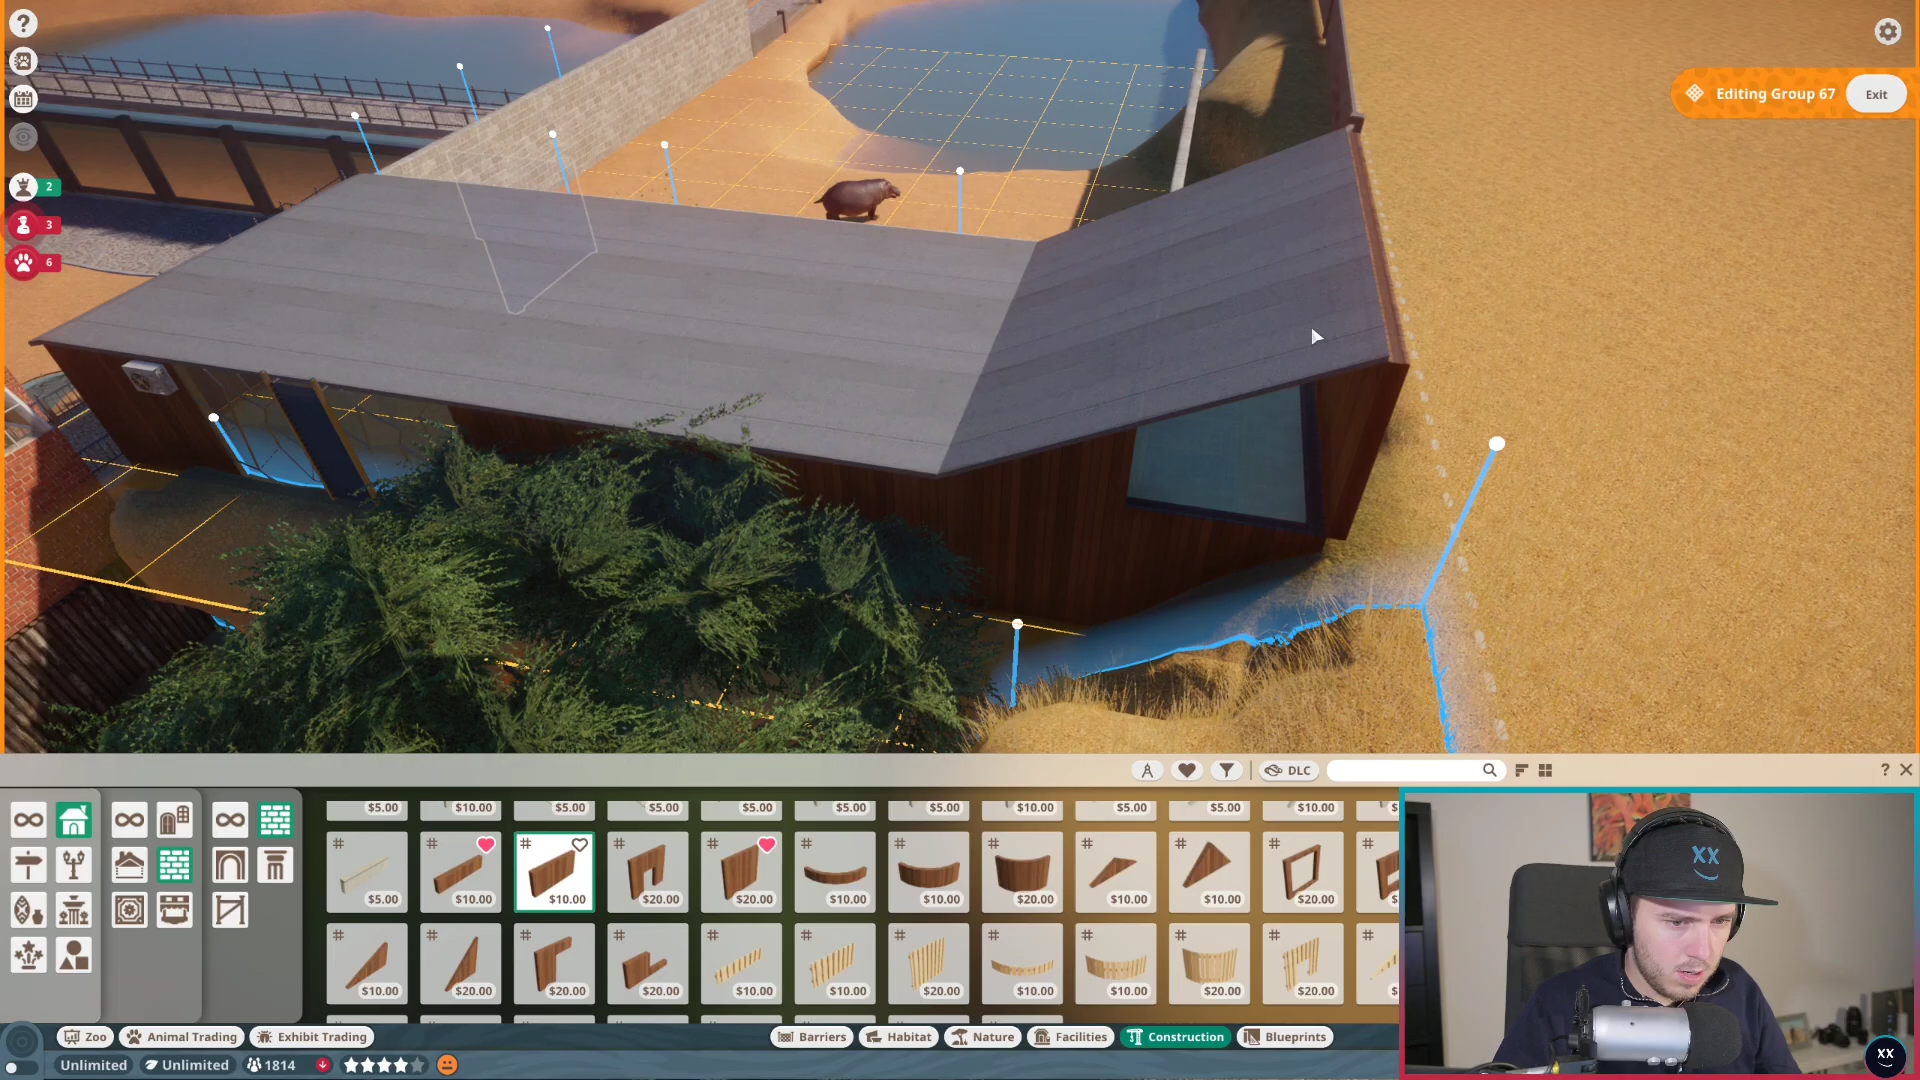 ?
2
3
6
Editing Group 67
Exit
DLC
?
$5.00 $10.00 $5.00 $5.00 $5.00 $5.00 $5.00 $10.00 $5.00 $5.00 $10.00
# # # # # # # # # # # #
$5.00 $10.00 $10.00 $20.00 $20.00 $10.00 $10.00 $20.00 $10.00 $10.00 $20.00
# # # # # # # # # # # #
$10.00 $20.00 $20.00 $20.00 $10.00 $10.00 $20.00 $10.00 $10.00 $20.00 $20.00
Zoo Animal Trading Exhibit Trading Barriers Habitat Nature Facilities Construction Blueprints
Unlimited Unlimited 1814
XX
XX